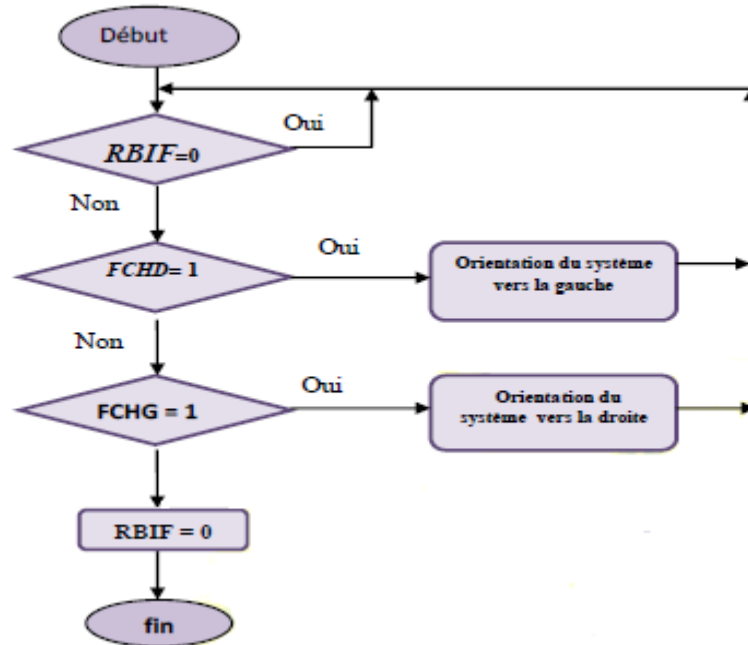 Début
Oui
RBIF=0
Non
Oui
FCHD= 1
Orientation du système
vers la gauche
Non
Oui
FCHG = 1
Orientation du
système vers la droite
RBIF = 0
fin